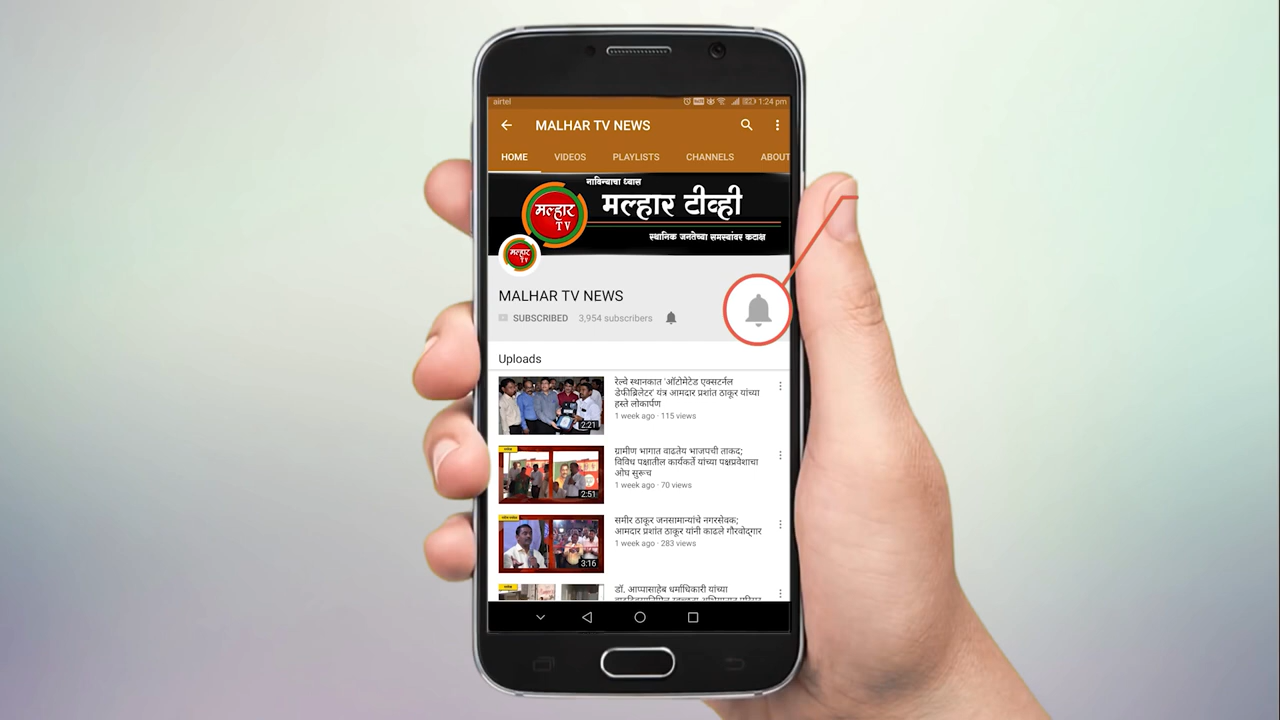 airtel
1:24 pm
MALHAR TV NEWS
HOME VIDEOS PLAYLISTS CHANNELS ABOUT
नाविन्याचा ध्यास
मल्हार टीव्ही
मल्हार
TV
स्थानिक जनतेच्या समस्यांवर कटाक्ष
मल्हार
TV
MALHAR TV NEWS
SUBSCRIBED 3,954 subscribers
Uploads
रेल्वे स्थानकात 'ऑटोमेटेड एक्सटर्नल
डेफीब्रिलेटर' यंत्र आमदार प्रशांत ठाकूर यांच्या
हस्ते लोकार्पण
1 week ago · 115 views
2:21
ग्रामीण भागात वाढतेय भाजपची ताकद;
विविध पक्षातील कार्यकर्ते यांच्या पक्षप्रवेशाचा
ओघ सुरूच
1 week ago · 70 views
2:51
समीर ठाकूर जनसामान्यांचे नगरसेवक;
आमदार प्रशांत ठाकूर यांनी काढले गौरवोद्गार
1 week ago · 283 views
3:16
डॉ. आप्पासाहेब धर्माधिकारी यांच्या